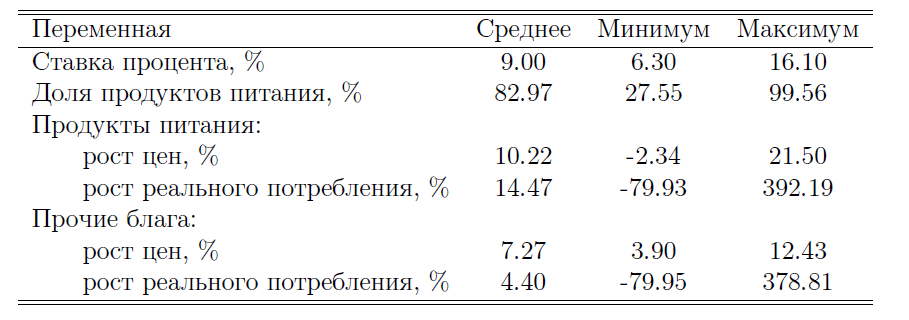 Переменная Среднее Минимум Максимум
Ставка процента, % 9.00 6.30 16.10
Доля продуктов питания, % 82.97 27.55 99.56
Продукты питания:
рост цен, % 10.22 -2.34 21.50
рост реального потребления, % 14.47 -79.93 392.19
Прочие блага:
рост цен, % 7.27 3.90 12.43
рост реального потребления, % 4.40 -79.95 378.81